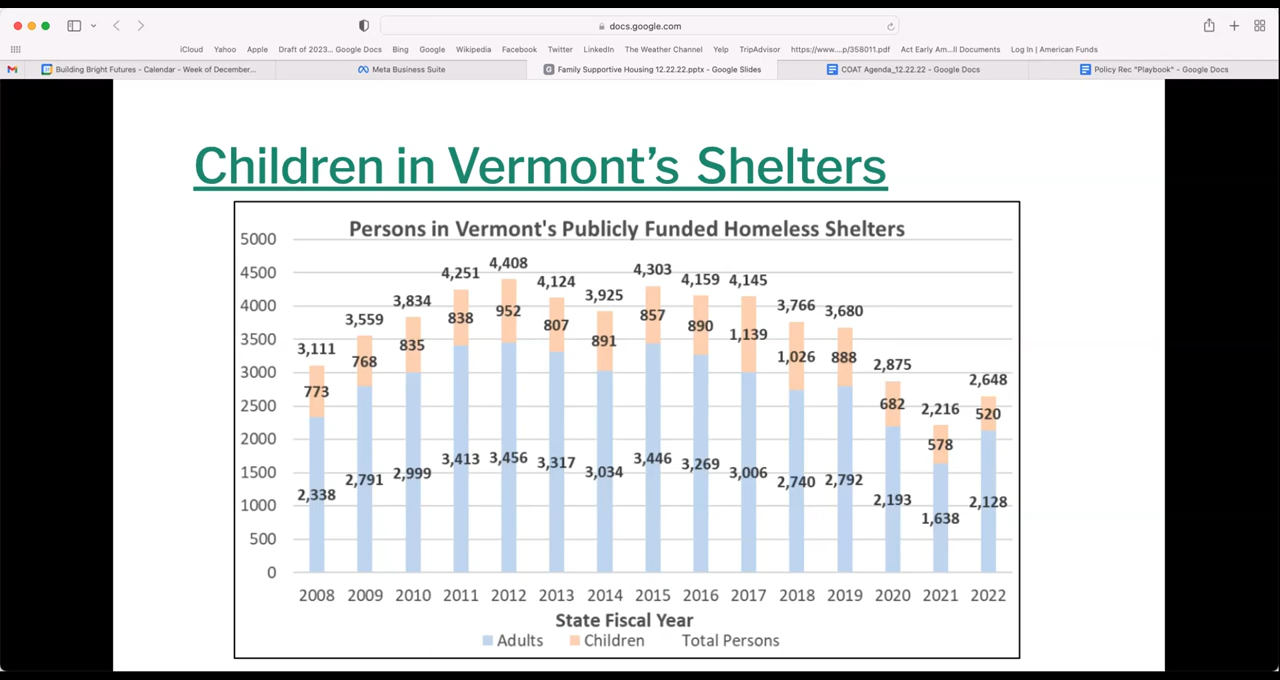 docs.google.com
iCloud Yahoo Apple Draft of 2023... Google Docs Bing Google Wikipedia Facebook Twitter LinkedIn The Weather Channel Yelp TripAdvisor https://www....p/358011.pdf Act Early Am...ll Documents Log In | American Funds
Building Bright Futures - Calendar - Week of December... Meta Business Suite Family Supportive Housing 12.22.22.pptx - Google Slides COAT Agenda_12.22.22 - Google Docs Policy Rec "Playbook" - Google Docs
Children in Vermont's Shelters
Persons in Vermont's Publicly Funded Homeless Shelters
5000
4500
4000
3500
3000
2500
2000
1500
1000
500
0
3,111 3,559 3,834 4,251 4,408 4,124 3,925 4,303 4,159 4,145 3,766 3,680 2,875 2,216 2,648
773 768 835 838 952 807 891 857 890 1,139 1,026 888 682 578 520
2,338 2,791 2,999 3,413 3,456 3,317 3,034 3,446 3,269 3,006 2,740 2,792 2,193 1,638 2,128
2008 2009 2010 2011 2012 2013 2014 2015 2016 2017 2018 2019 2020 2021 2022
State Fiscal Year
Adults Children Total Persons